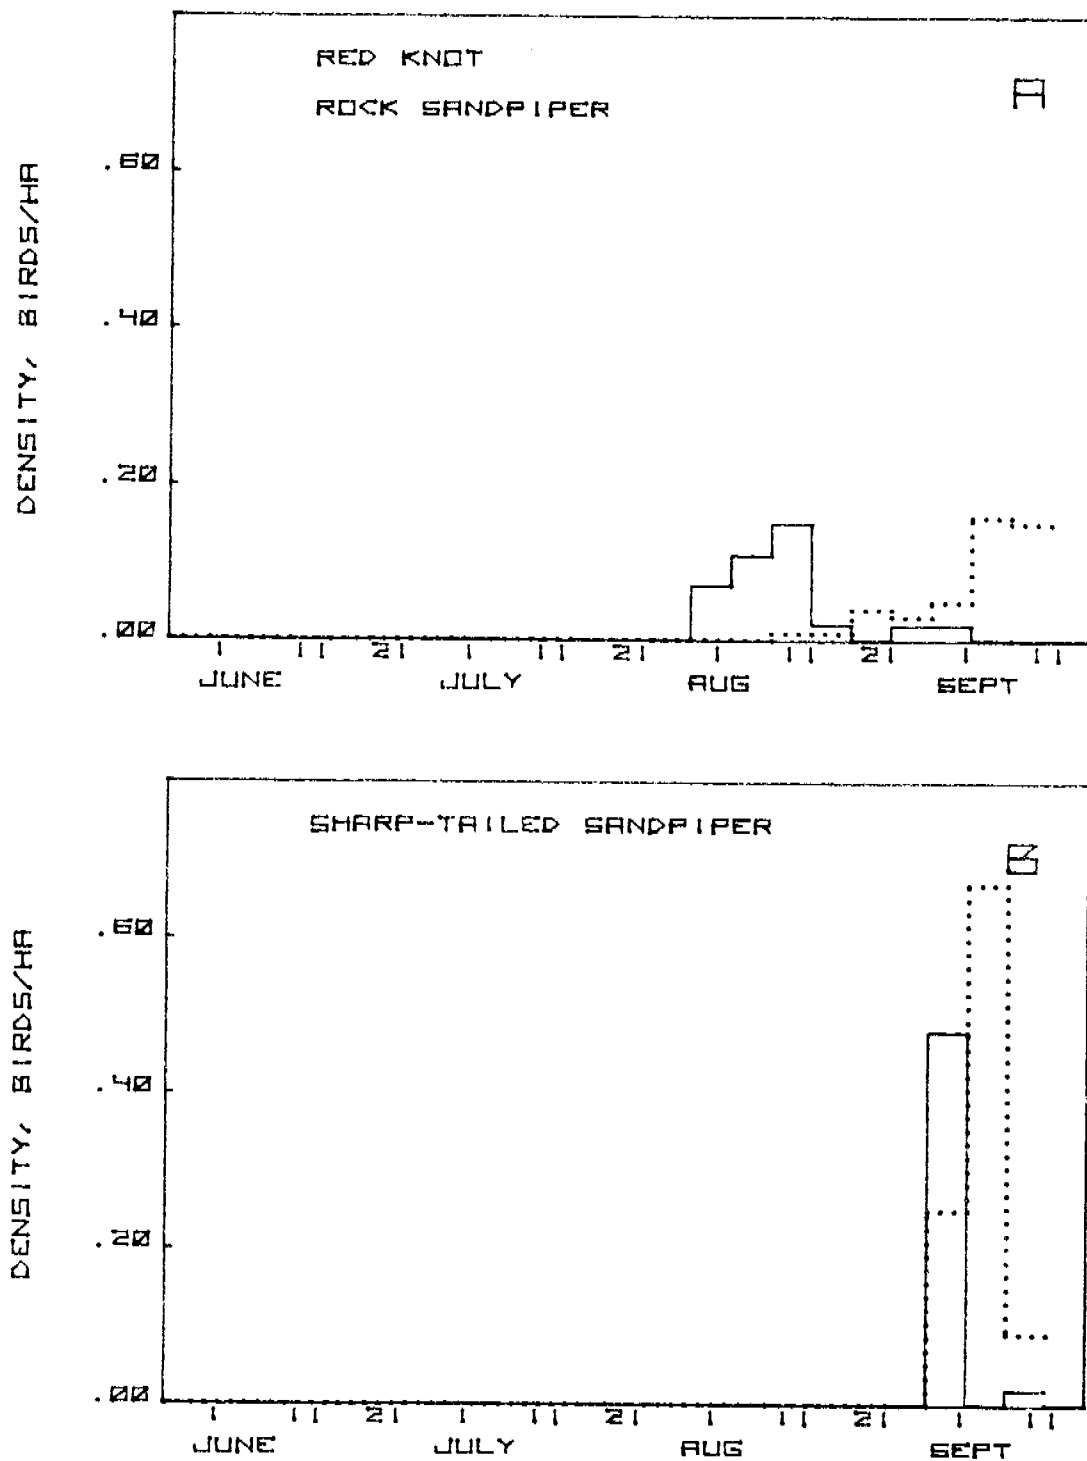 RED KNOT
A
ROCK SANDPIPER
.60
.40
.20
.00
DENSITY, BIRDS/HA
1 11 21 1 11 21 1 11 21 1 11
JUNE JULY AUG SEPT
SHARP-TAILED SANDPIPER
B
.60
.40
.20
.00
DENSITY, BIRDS/HA
1 11 21 1 11 21 1 11 21 1 11
JUNE JULY AUG SEPT